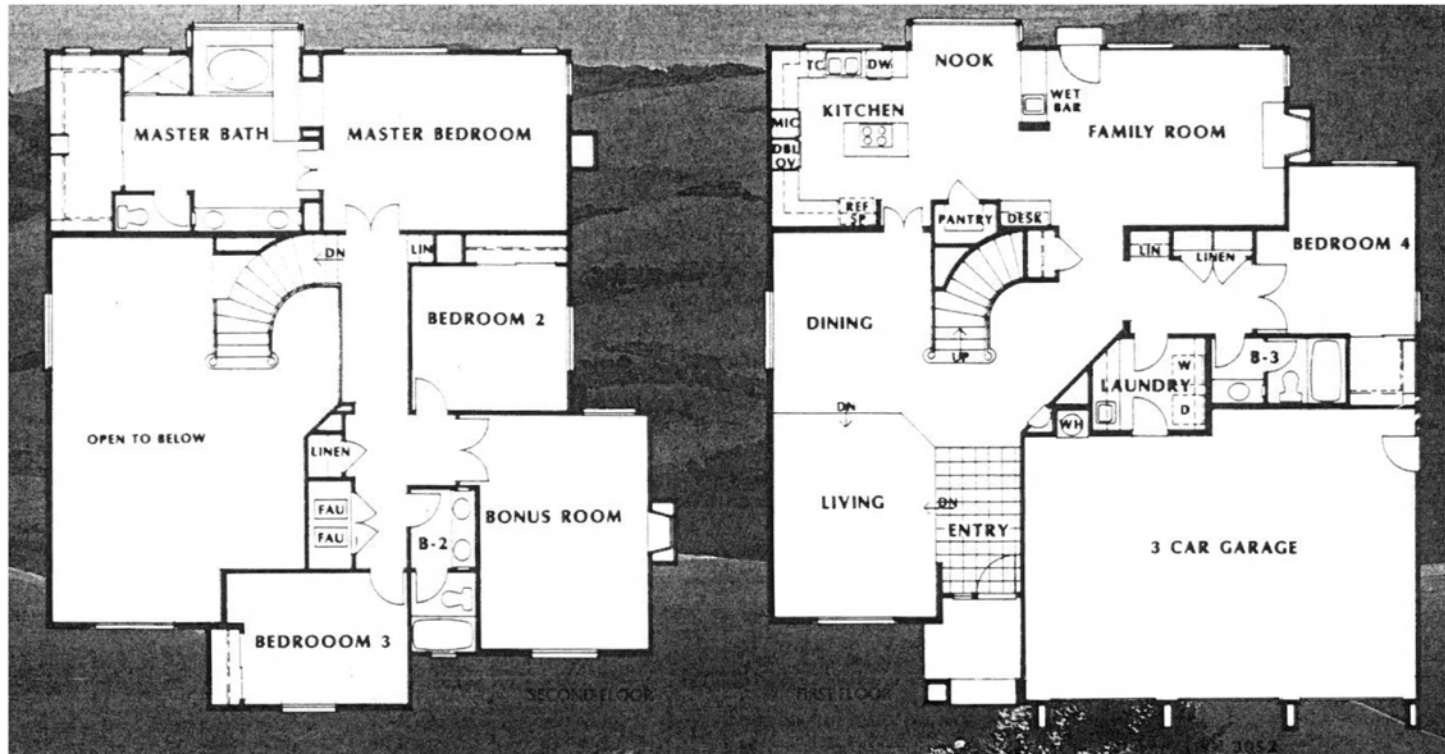 MASTER BATH
MASTER BEDROOM
DN
LIN
BEDROOM 2
OPEN TO BELOW
LINEN
FAU
FAU
B-2
BONUS ROOM
BEDROOOM 3
SECOND FLOOR
TC
DW
NOOK
KITCHEN
WET
BAR
MIC
DBL
OV
FAMILY ROOM
REF
SP
PANTRY
DESK
LIN
LINEN
BEDROOM 4
DINING
UP
B-3
W
LAUNDRY
D
DN
WH
LIVING
DN
ENTRY
3 CAR GARAGE
FIRST FLOOR